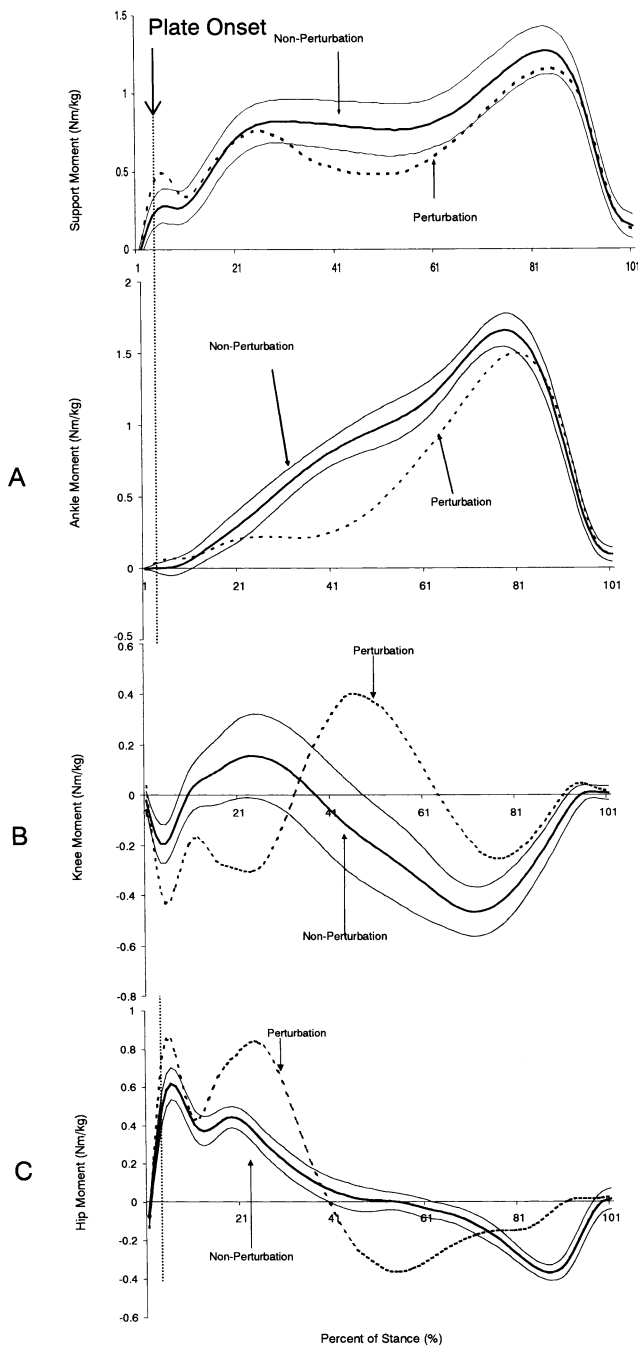 Plate Onset
1.5
Non-Perturbation
1
Support Moment (Nm/kg)
0.5
Perturbation
0
1
21
41
61
81
101
2
Non-Perturbation
1.5
Ankle Moment (Nm/kg)
1
A
Perturbation
0.5
0
1
21
41
61
81
101
-0.5
0.6
Perturbation
0.4
0.2
Knee Moment (Nm/kg)
0
21
41
61
81
101
B
-0.2
-0.4
Non-Perturbation
-0.6
-0.8
1
Perturbation
0.8
0.6
Hip Moment (Nm/kg)
0.4
C
0.2
0
21
41
61
81
101
-0.2
Non-Perturbation
-0.4
-0.6
Percent of Stance (%)